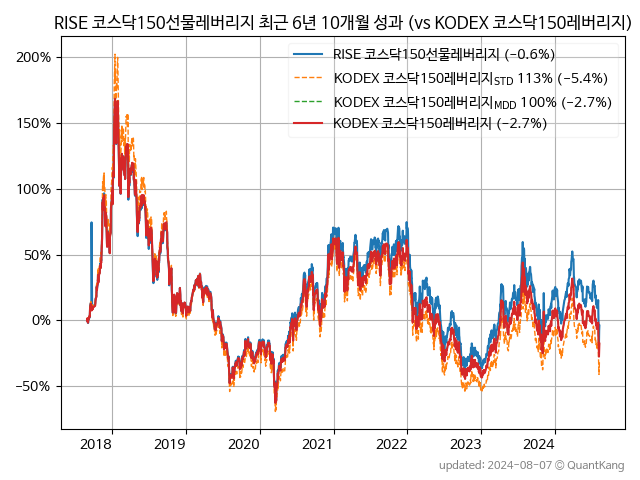 RISE 코스닥150선물레버리지 최근 6년 10개월 성과 (vs KODEX 코스닥150레버리지)
RISE 코스닥150선물레버리지 (−0.6%)
KODEX 코스닥150레버리지STD 113% (−5.4%)
KODEX 코스닥150레버리지MDD 100% (−2.7%)
KODEX 코스닥150레버리지 (−2.7%)
200%
150%
100%
50%
0%
−50%
2018 2019 2020 2021 2022 2023 2024
updated: 2024-08-07 © QuantKang